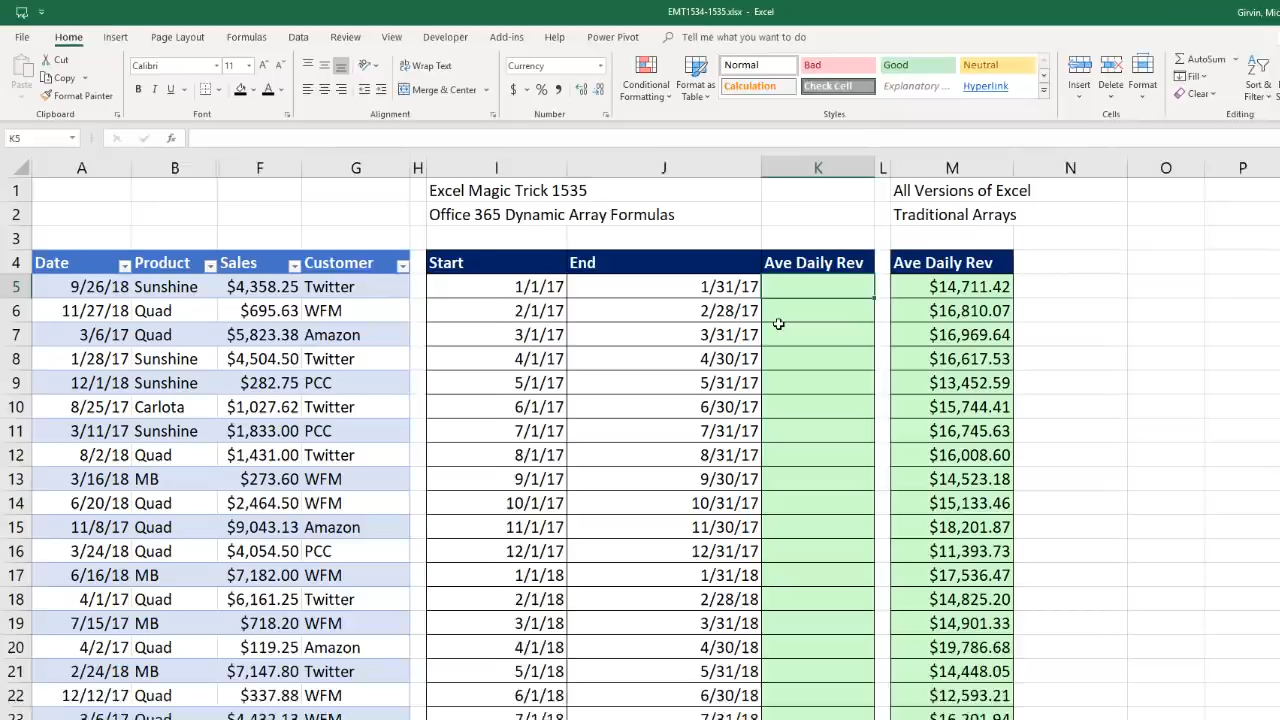 EMT1534-1535.xlsx - Excel
Girvin, Mic
File Home Insert Page Layout Formulas Data Review View Developer Add-ins Help Power Pivot Tell me what you want to do
Paste
Cut
Copy
Format Painter
Clipboard
Calibri 11
B I U
Font
Wrap Text
Merge & Center
Alignment
Currency
$ % ,
Number
Conditional Formatting
Format as Table
Normal Bad Good Neutral
Calculation Check Cell Explanatory ... Hyperlink
Styles
Insert Delete Format
Cells
AutoSum
Fill
Clear
Sort & Filter
Editing
K5 fx
A B F G H I J K L M N O P
1 Excel Magic Trick 1535 All Versions of Excel
2 Office 365 Dynamic Array Formulas Traditional Arrays
3
4 Date Product Sales Customer Start End Ave Daily Rev Ave Daily Rev
5 9/26/18 Sunshine $4,358.25 Twitter 1/1/17 1/31/17 $14,711.42
6 11/27/18 Quad $695.63 WFM 2/1/17 2/28/17 $16,810.07
7 3/6/17 Quad $5,823.38 Amazon 3/1/17 3/31/17 $16,969.64
8 1/28/17 Sunshine $4,504.50 Twitter 4/1/17 4/30/17 $16,617.53
9 12/1/18 Sunshine $282.75 PCC 5/1/17 5/31/17 $13,452.59
10 8/25/17 Carlota $1,027.62 Twitter 6/1/17 6/30/17 $15,744.41
11 3/11/17 Sunshine $1,833.00 PCC 7/1/17 7/31/17 $16,745.63
12 8/2/18 Quad $1,431.00 Twitter 8/1/17 8/31/17 $16,008.60
13 3/16/18 MB $273.60 WFM 9/1/17 9/30/17 $14,523.18
14 6/20/18 Quad $2,464.50 WFM 10/1/17 10/31/17 $15,133.46
15 11/8/17 Quad $9,043.13 Amazon 11/1/17 11/30/17 $18,201.87
16 3/24/18 Quad $4,054.50 PCC 12/1/17 12/31/17 $11,393.73
17 6/16/18 MB $7,182.00 WFM 1/1/18 1/31/18 $17,536.47
18 4/1/17 Quad $6,161.25 Twitter 2/1/18 2/28/18 $14,825.20
19 7/15/17 MB $718.20 WFM 3/1/18 3/31/18 $14,901.33
20 4/2/17 Quad $119.25 Amazon 4/1/18 4/30/18 $19,786.68
21 2/24/18 MB $7,147.80 Twitter 5/1/18 5/31/18 $14,448.05
22 12/12/17 Quad $337.88 WFM 6/1/18 6/30/18 $12,593.21
23 3/6/17 Quad $4,432.13 Amazon 7/1/18 7/31/18 $16,201.94